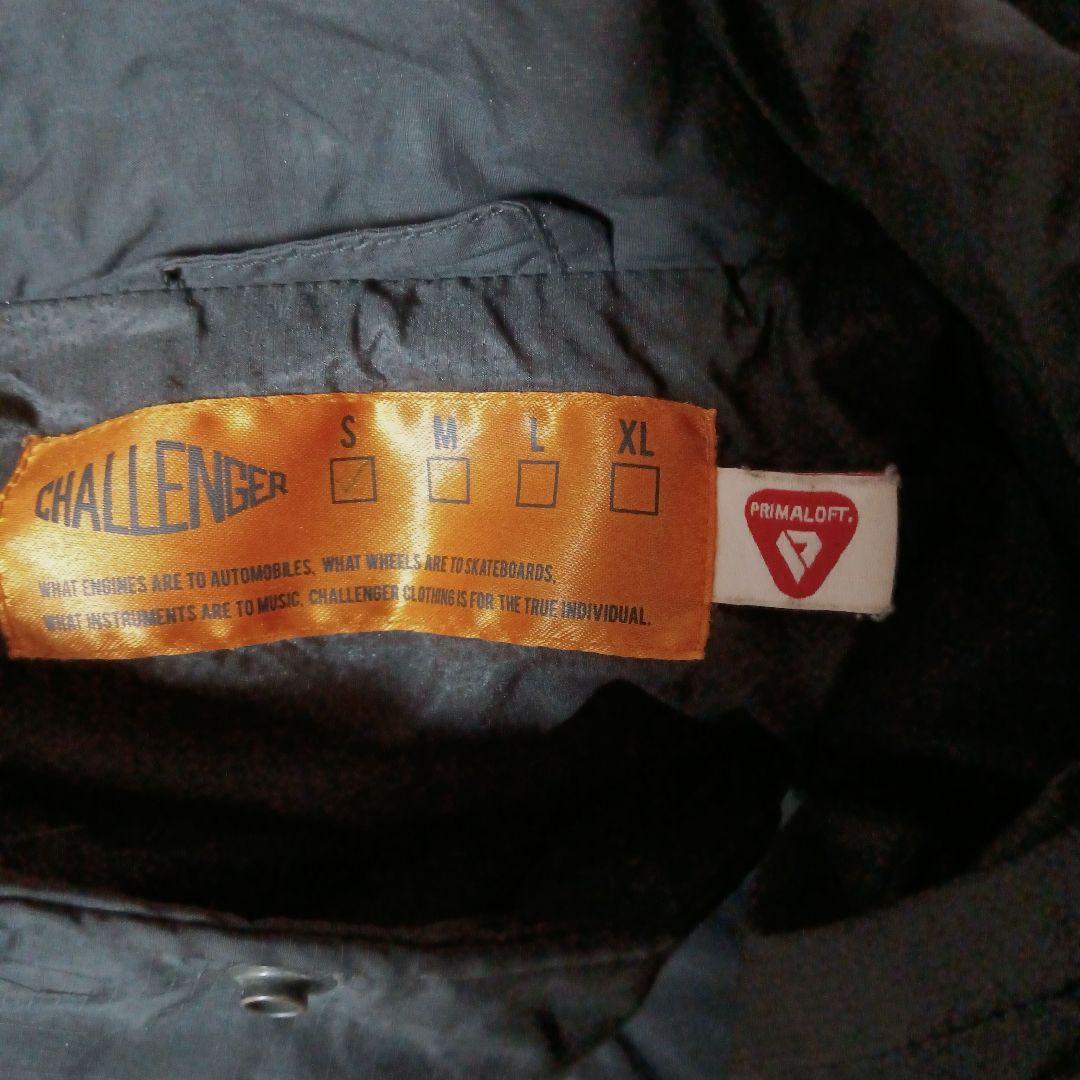 CHALLENGER
S M L XL
WHAT ENGINES ARE TO AUTOMOBILES, WHAT WHEELS ARE TO SKATEBOARDS,
WHAT INSTRUMENTS ARE TO MUSIC, CHALLENGER CLOTHING IS FOR THE TRUE INDIVIDUAL.
PRIMALOFT.